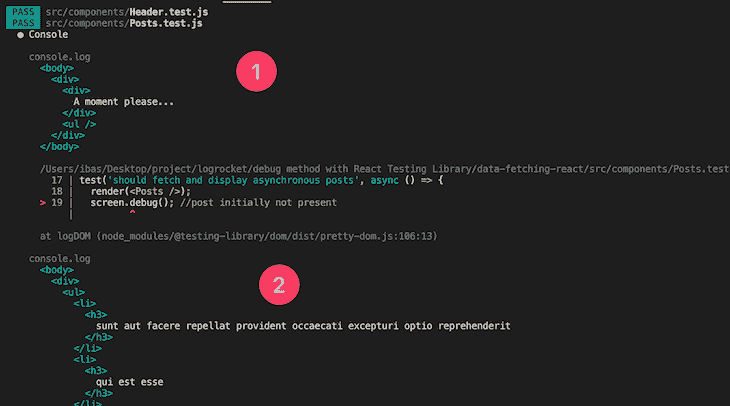 PASS src/components/Header.test.js
PASS src/components/Posts.test.js
● Console
console.log
<body>
<div>
<div>
A moment please...
</div>
<ul />
</div>
</body>
1
/Users/ibas/Desktop/project/logrocket/debug method with React Testing Library/data-fetching-react/src/components/Posts.test
17 | test('should fetch and display asynchronous posts', async () => {
18 | render(<Posts />);
> 19 | screen.debug(); //post initially not present
| ^
at logDOM (node_modules/@testing-library/dom/dist/pretty-dom.js:106:13)
console.log
<body>
<div>
<ul>
<li>
<h3>
sunt aut facere repellat provident occaecati excepturi optio reprehenderit
</h3>
</li>
<li>
<h3>
qui est esse
</h3>
</li>
2